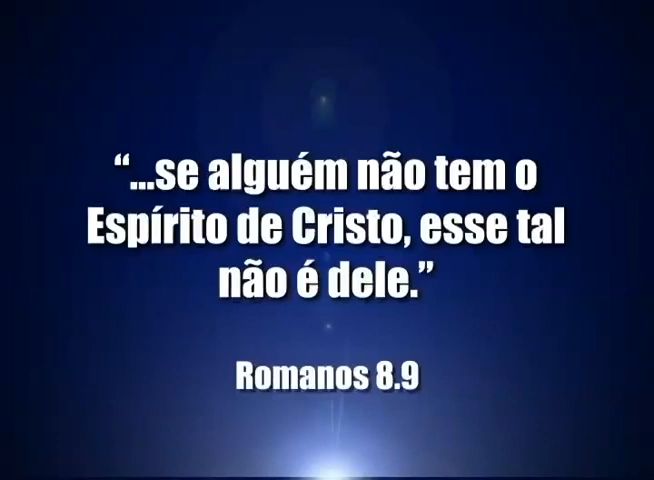 “...se alguém não tem o
Espírito de Cristo, esse tal
não é dele.”
Romanos 8.9